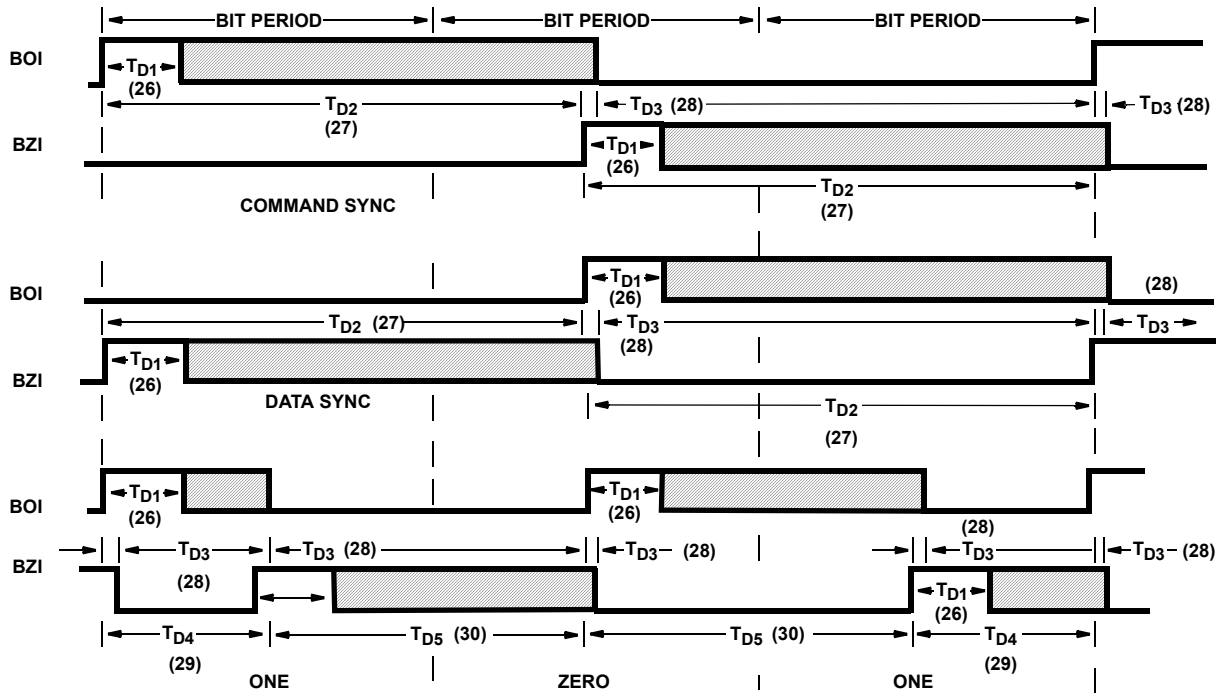 BIT PERIOD BIT PERIOD BIT PERIOD
BOI
TD1
(26)
TD2
(27)
TD3 (28)
TD3 (28)
BZI
TD1
(26)
TD2
(27)
COMMAND SYNC
BOI
TD1
(26)
(28)
TD2 (27)
TD3
(28)
TD3
BZI
TD1
(26)
DATA SYNC
TD2
(27)
BOI
TD1
(26)
TD1
(26)
(28)
BZI
TD3
(28)
TD3 (28)
TD3 (28)
TD3
TD3 (28)
TD1
(26)
TD4
(29)
TD5 (30)
TD5 (30)
TD4
(29)
ONE ZERO ONE